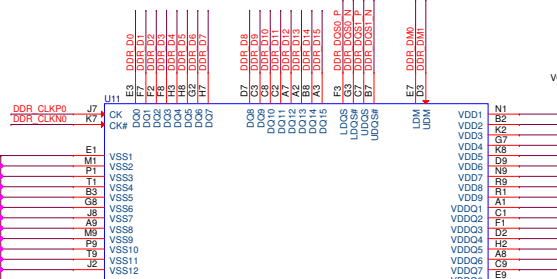 DDR_D0 DDR_D1 DDR_D2 DDR_D3 DDR_D4 DDR_D5 DDR_D6 DDR_D7 DDR_D8 DDR_D9 DDR_D10 DDR_D11 DDR_D12 DDR_D13 DDR_D14 DDR_D15 DDR_DQS0_P DDR_DQS0_N DDR_DQS1_P DDR_DQS1_N DDR_DM0 DDR_DM1
E3 F7 F2 F8 H3 H8 G2 H7 D7 C3 C8 C2 A7 A2 B8 A3 F3 G3 C7 B7 E7 D3
U11
DQ0 DQ1 DQ2 DQ3 DQ4 DQ5 DQ6 DQ7 DQ8 DQ9 DQ10 DQ11 DQ12 DQ13 DQ14 DQ15 LDQS LDQS# UDQS UDQS# LDM UDM
DDR_CLKP0 J7 CK
DDR_CLKN0 K7 CK#
E1 VSS1
M1 VSS2
P1 VSS3
T1 VSS4
B3 VSS5
G8 VSS6
J8 VSS7
A9 VSS8
M9 VSS9
P9 VSS10
T9 VSS11
J2 VSS12
VDD1 N1
VDD2 B2
VDD3 K2
VDD4 G7
VDD5 K8
VDD6 D9
VDD7 N9
VDD8 R9
VDD9 R1
VDDQ1 A1
VDDQ2 C1
VDDQ3 F1
VDDQ4 D2
VDDQ5 H2
VDDQ6 A8
VDDQ7 C9
E9